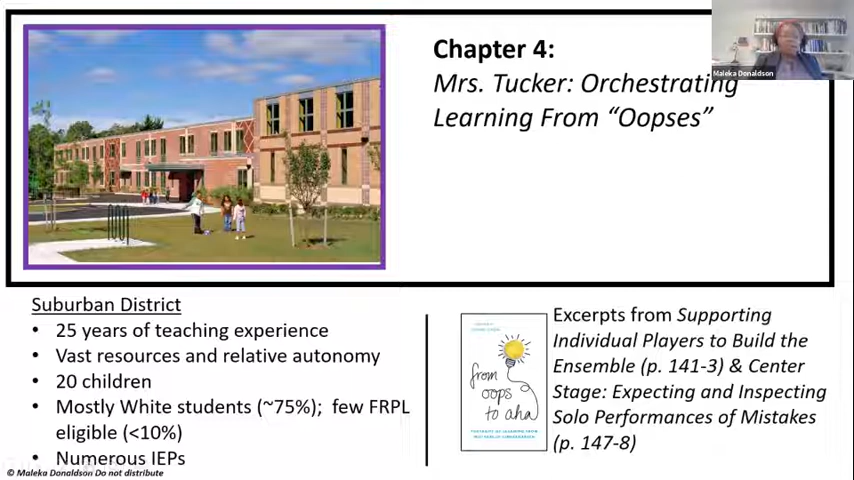 Chapter 4:
Mrs. Tucker: Orchestrating
Learning From “Oopses”
Maleka Donaldson
Suburban District
• 25 years of teaching experience
• Vast resources and relative autonomy
• 20 children
• Mostly White students (~75%); few FRPL
eligible (<10%)
• Numerous IEPs
Excerpts from Supporting
Individual Players to Build the
Ensemble (p. 141-3) & Center
Stage: Expecting and Inspecting
Solo Performances of Mistakes
(p. 147-8)
from
oops
to aha
© Maleka Donaldson Do not distribute